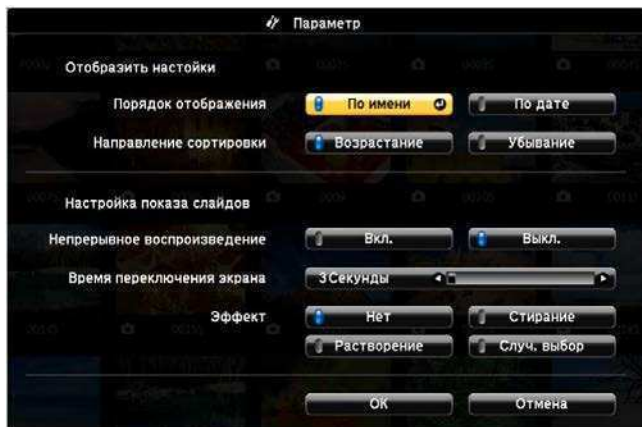 Параметр
Отобразить настойки
Порядок отображения По имени По дате
Направление сортировки Возрастание Убывание
Настройка показа слайдов
Непрерывное воспроизведение Вкл. Выкл.
Время переключения экрана 3Секунды
Эффект Нет Стирание
Растворение Случ. выбор
OK Отмена